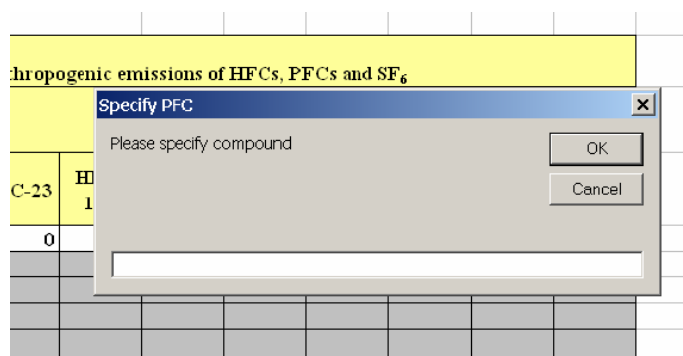 thropogenic emissions of HFCs, PFCs and SF6
Specify PFC
Please specify compound
OK
Cancel
C-23
0